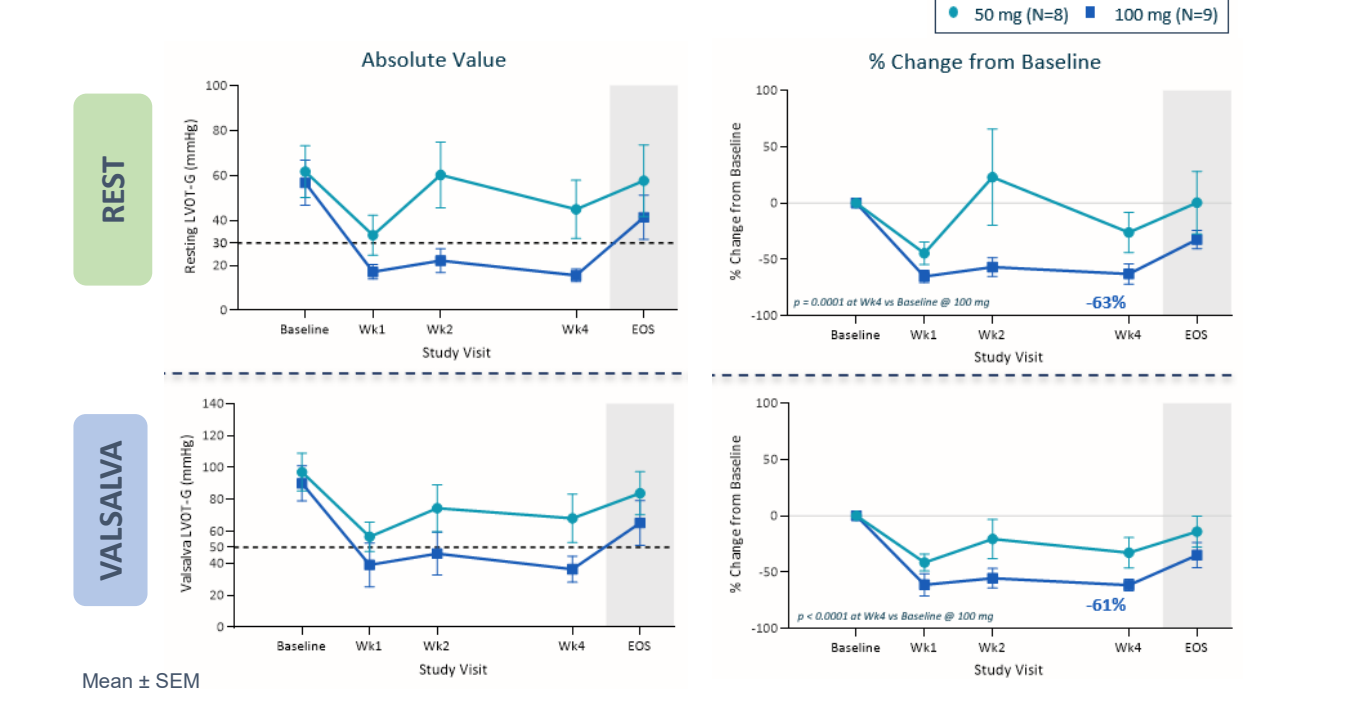 50 mg (N=8) 100 mg (N=9)
Absolute Value
% Change from Baseline
REST
Resting LVOT-G (mmHg)
100
80
60
40
30
20
0
Baseline Wk1 Wk2 Wk4 EOS
Study Visit
% Change from Baseline
100
50
0
-50
-100
p = 0.0001 at Wk4 vs Baseline @ 100 mg
-63%
Baseline Wk1 Wk2 Wk4 EOS
Study Visit
VALSALVA
Valsalva LVOT-G (mmHg)
140
120
100
80
60
50
40
20
0
Baseline Wk1 Wk2 Wk4 EOS
Study Visit
% Change from Baseline
100
50
0
-50
-100
-61%
p < 0.0001 at Wk4 vs Baseline @ 100 mg
Baseline Wk1 Wk2 Wk4 EOS
Study Visit
Mean ± SEM